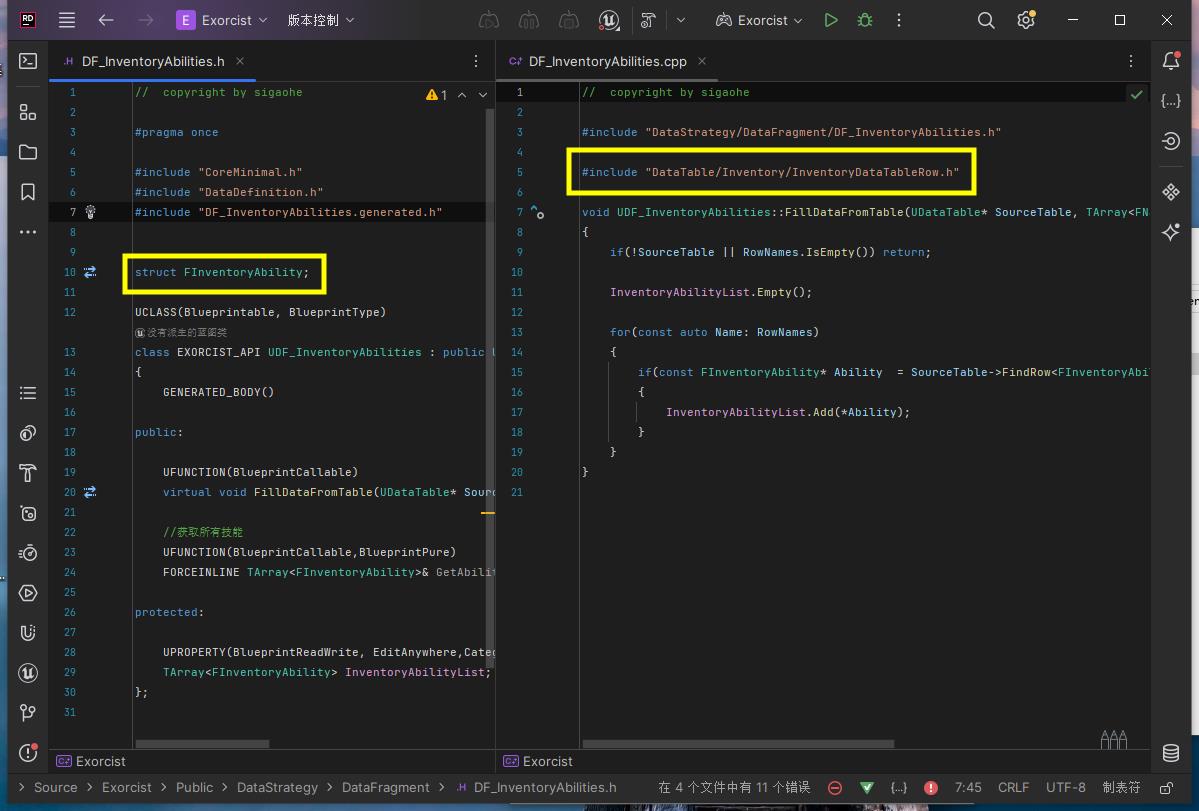 RD
E Exorcist
版本控制
Exorcist
.H DF_InventoryAbilities.h
C+ DF_InventoryAbilities.cpp
1 // copyright by sigaohe
2
3 #pragma once
4
5 #include "CoreMinimal.h"
6 #include "DataDefinition.h"
7 #include "DF_InventoryAbilities.generated.h"
8
9
10 struct FInventoryAbility;
11
12 UCLASS(Blueprintable, BlueprintType)
没有派生的蓝图类
13 class EXORCIST_API UDF_InventoryAbilities : public
14 {
15 GENERATED_BODY()
16
17 public:
18
19 UFUNCTION(BlueprintCallable)
20 virtual void FillDataFromTable(UDataTable* Sour
21
22 //获取所有技能
23 UFUNCTION(BlueprintCallable,BlueprintPure)
24 FORCEINLINE TArray<FInventoryAbility>& GetAbilit
25
26 protected:
27
28 UPROPERTY(BlueprintReadWrite, EditAnywhere,Cate
29 TArray<FInventoryAbility> InventoryAbilityList;
30 };
31
1
1 // copyright by sigaohe
2
3 #include "DataStrategy/DataFragment/DF_InventoryAbilities.h"
4
5 #include "DataTable/Inventory/InventoryDataTableRow.h"
6
7 void UDF_InventoryAbilities::FillDataFromTable(UDataTable* SourceTable, TArray<FN
8 {
9 if(!SourceTable || RowNames.IsEmpty()) return;
10
11 InventoryAbilityList.Empty();
12
13 for(const auto Name: RowNames)
14 {
15 if(const FInventoryAbility* Ability = SourceTable->FindRow<FInventoryAbi
16 {
17 InventoryAbilityList.Add(*Ability);
18 }
19 }
20 }
21
C+ Exorcist
C+ Exorcist
Source > Exorcist > Public > DataStrategy > DataFragment > .H DF_InventoryAbilities.h
在 4 个文件中有 11 个错误
{..}
7:45
CRLF
UTF-8
制表符